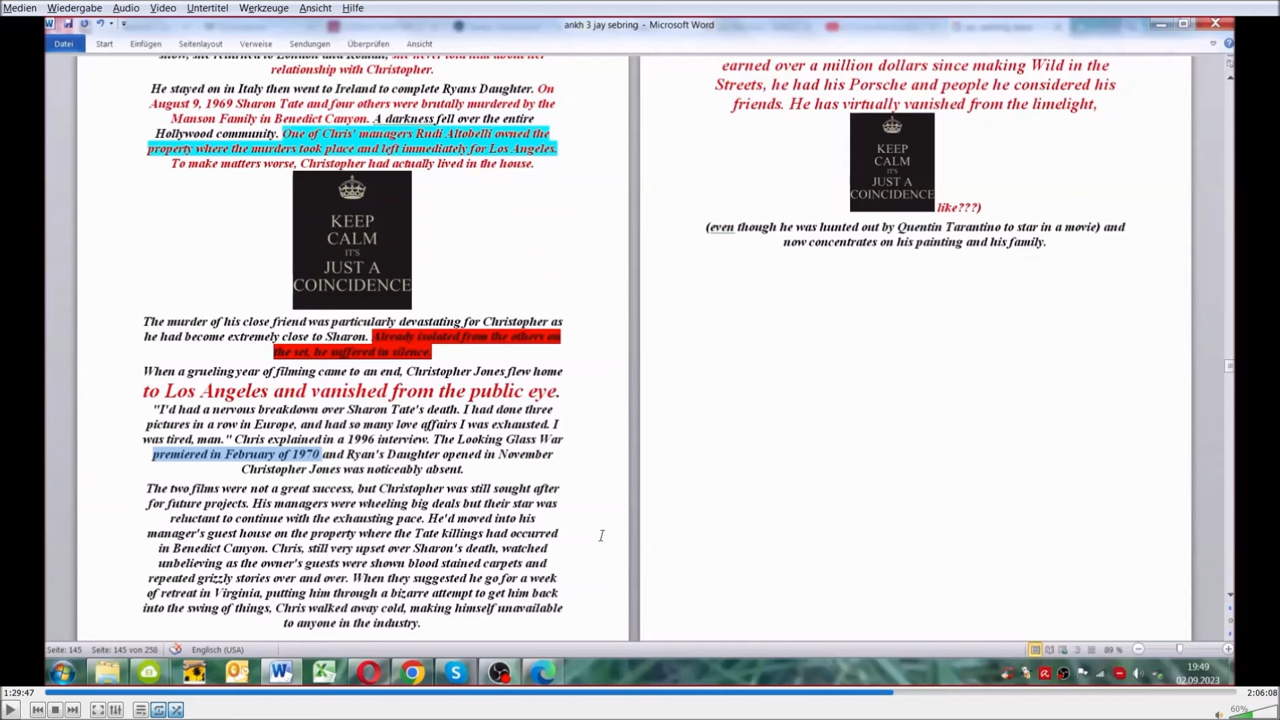 Medien Wiedergabe Audio Video Untertitel Werkzeuge Ansicht Hilfe
ankh 3 jay sebring - Microsoft Word
Datei Start Einfügen Seitenlayout Verweise Sendungen Überprüfen Ansicht
relationship with Christopher.
He stayed on in Italy then went to Ireland to complete Ryans Daughter. On
August 9, 1969 Sharon Tate and four others were brutally murdered by the
Manson Family in Benedict Canyon. A darkness fell over the entire
Hollywood community. One of Chris' managers Rudi Altobelli owned the
property where the murders took place and left immediately for Los Angeles.
To make matters worse, Christopher had actually lived in the house.
KEEP
CALM
IT'S
JUST A
COINCIDENCE
The murder of his close friend was particularly devastating for Christopher as
he had become extremely close to Sharon. Already isolated from the others on
the set, he suffered in silence.
When a grueling year of filming came to an end, Christopher Jones flew home
to Los Angeles and vanished from the public eye.
"I'd had a nervous breakdown over Sharon Tate's death. I had done three
pictures in a row in Europe, and had so many love affairs I was exhausted. I
was tired, man." Chris explained in a 1996 interview. The Looking Glass War
premiered in February of 1970 and Ryan's Daughter opened in November
Christopher Jones was noticeably absent.
The two films were not a great success, but Christopher was still sought after
for future projects. His managers were wheeling big deals but their star was
reluctant to continue with the exhausting pace. He'd moved into his
manager's guest house on the property where the Tate killings had occurred
in Benedict Canyon. Chris, still very upset over Sharon's death, watched
unbelieving as the owner's guests were shown blood stained carpets and
repeated grizzly stories over and over. When they suggested he go for a week
of retreat in Virginia, putting him through a bizarre attempt to get him back
into the swing of things, Chris walked away cold, making himself unavailable
to anyone in the industry.
earned over a million dollars since making Wild in the
Streets, he had his Porsche and people he considered his
friends. He has virtually vanished from the limelight,
KEEP
CALM
IT'S
JUST A
COINCIDENCE
like???)
(even though he was hunted out by Quentin Tarantino to star in a movie) and
now concentrates on his painting and his family.
Seite: 145 Seite: 145 von 258 Englisch (USA) 89 %
19:49
02.09.2023
1:29:47 2:06:08
60%